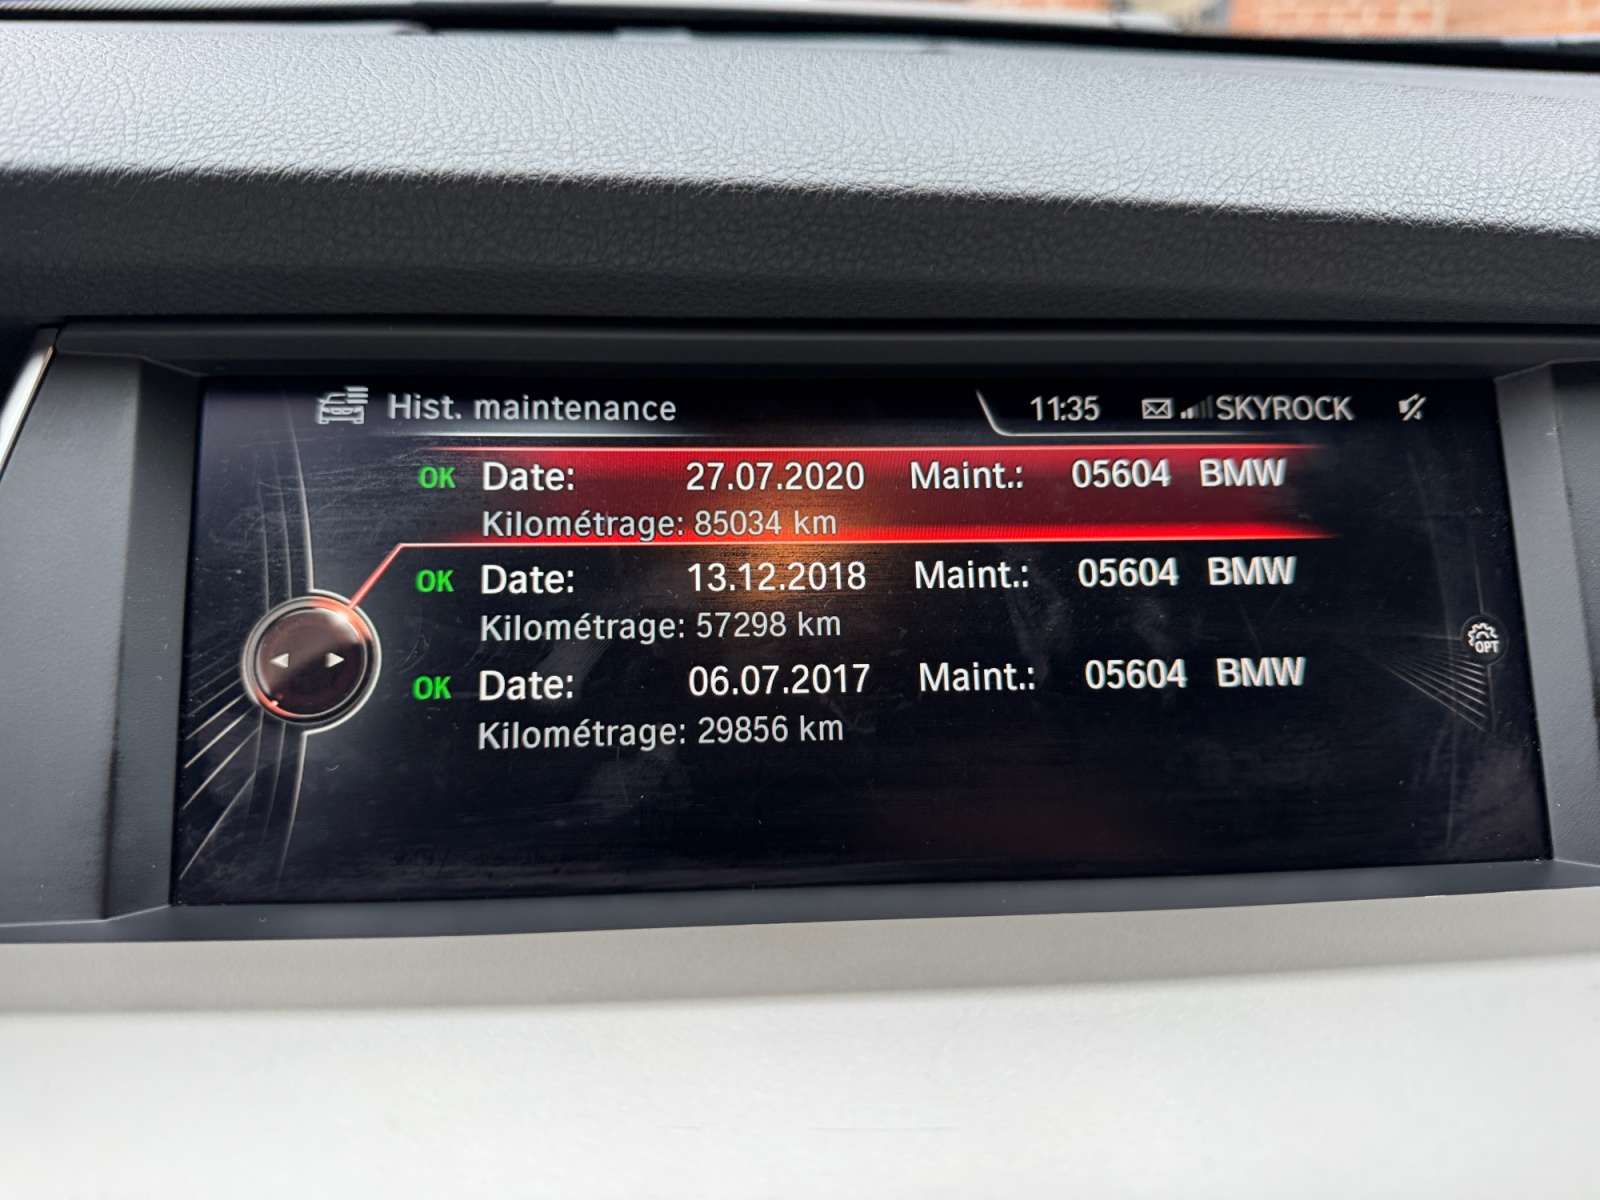 Hist. maintenance 11:35 SKYROCK
OK Date: 27.07.2020 Maint.: 05604 BMW
Kilométrage: 85034 km
OK Date: 13.12.2018 Maint.: 05604 BMW
Kilométrage: 57298 km
OPT
OK Date: 06.07.2017 Maint.: 05604 BMW
Kilométrage: 29856 km